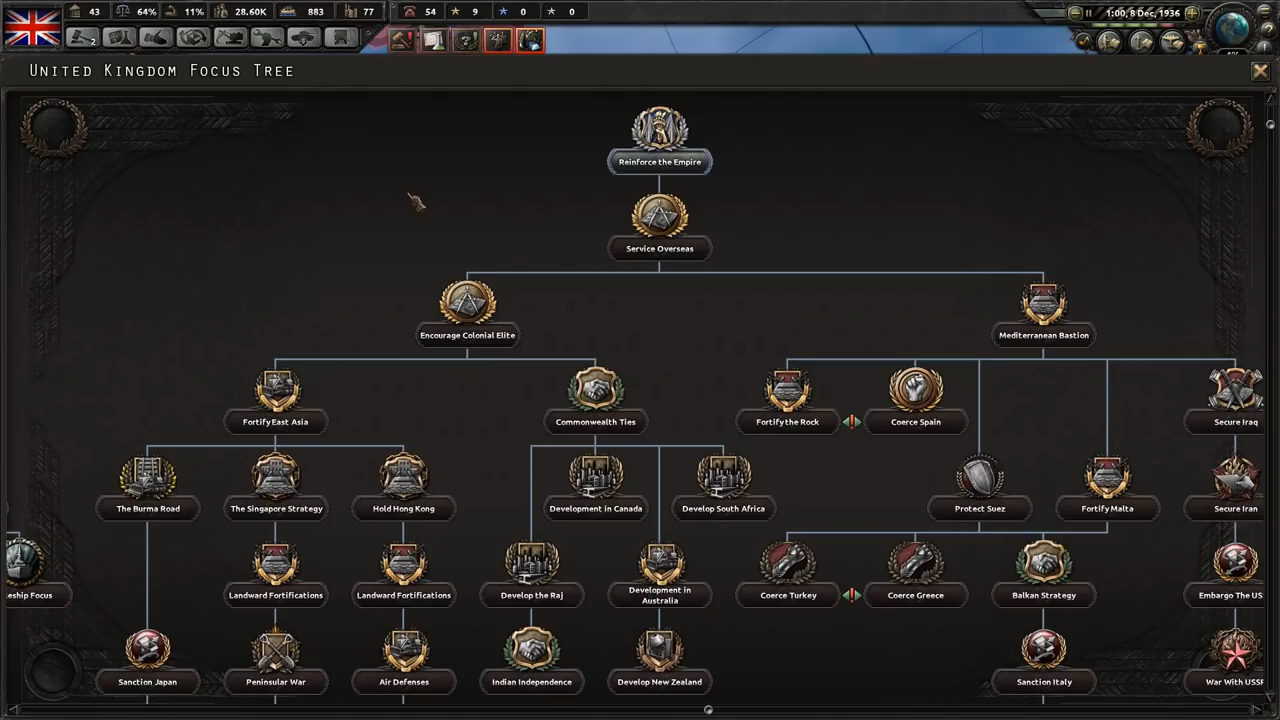 43 64% 11% 28.60K 883 77 54 9 0 0 1:00, 8 Dec, 1936
2
United Kingdom Focus Tree
Reinforce the Empire
Service Overseas
Encourage Colonial Elite Mediterranean Bastion
Fortify East Asia Commonwealth Ties Fortify the Rock Coerce Spain Secure Iraq
The Burma Road The Singapore Strategy Hold Hong Kong Development in Canada Develop South Africa Protect Suez Fortify Malta Secure Iran
leship Focus Landward Fortifications Landward Fortifications Develop the Raj Development in Australia Coerce Turkey Coerce Greece Balkan Strategy Embargo The US
Sanction Japan Peninsular War Air Defenses Indian Independence Develop New Zealand Sanction Italy War With USSR